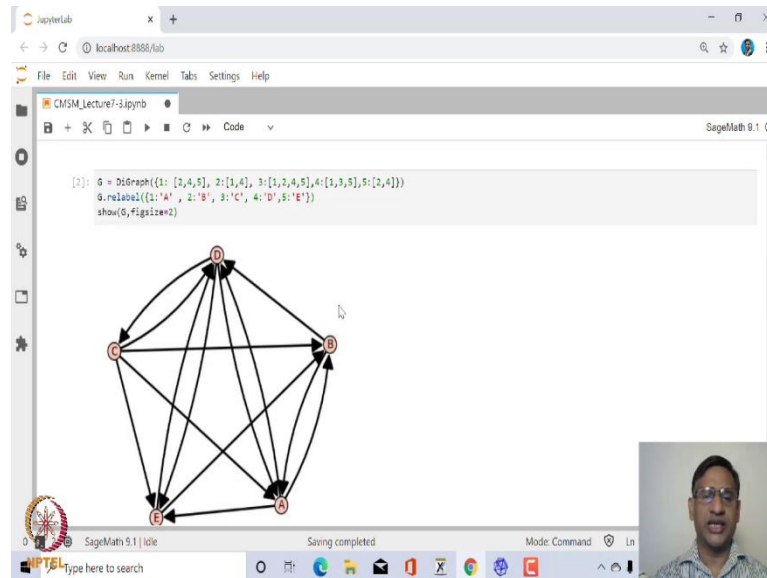 JupyterLab
localhost:8888/lab
File Edit View Run Kernel Tabs Settings Help
CMSM_Lecture7-3.ipynb
Code
SageMath 9.1
[2]: G = DiGraph({1: [2,4,5], 2:[1,4], 3:[1,2,4,5],4:[1,3,5],5:[2,4]})
G.relabel({1:'A' , 2:'B', 3:'C', 4:'D',5:'E'})
show(G,figsize=2)
D
C
B
A
E
SageMath 9.1 | Idle
Saving completed
Mode: Command
Ln
NPTEL
Type here to search